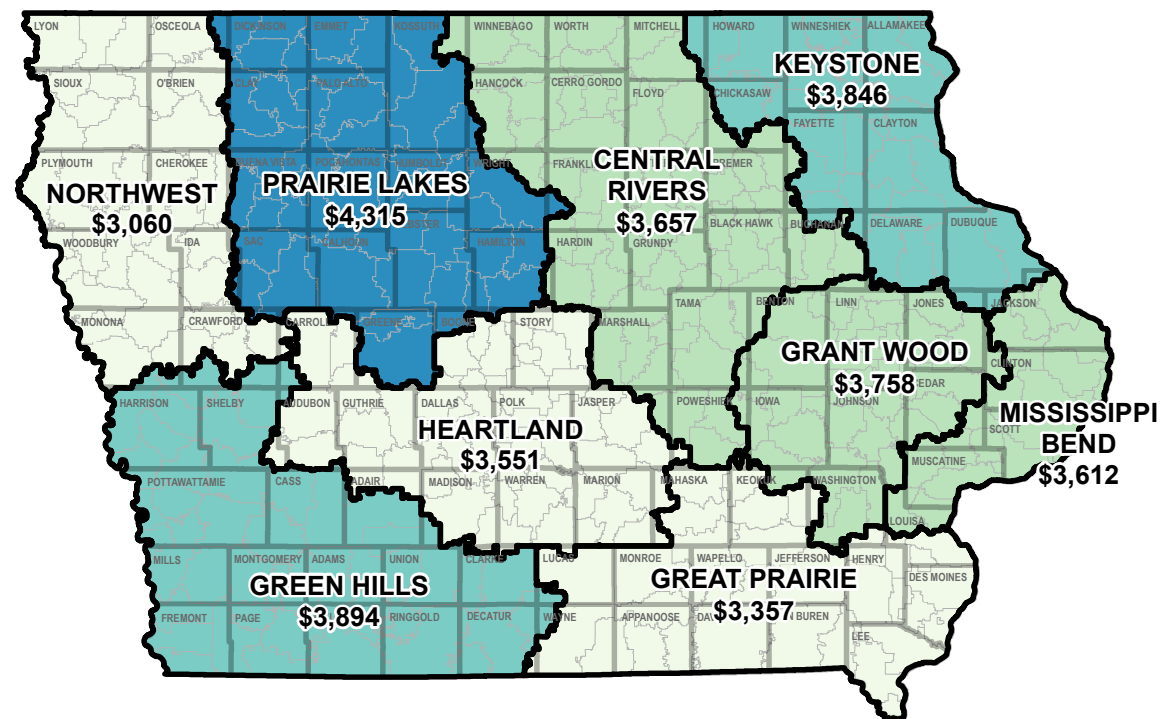 LYON
OSCEOLA
DICKINSON
EMMET
KOSSUTH
WINNEBAGO
WORTH
MITCHELL
HOWARD
WINNESHIEK
ALLAMAKEE
KEYSTONE
$3,846
SIOUX
O'BRIEN
CLAY
PALO ALTO
HANCOCK
CERRO GORDO
FLOYD
CHICKASAW
FAYETTE
CLAYTON
PLYMOUTH
CHEROKEE
BUENA VISTA
POCAHONTAS
HUMBOLDT
WRIGHT
BREMER
NORTHWEST
$3,060
PRAIRIE LAKES
$4,315
CENTRAL
RIVERS
$3,657
WOODBURY
IDA
SAC
HAMILTON
HARDIN
GRUNDY
BLACK HAWK
BUCHANAN
DELAWARE
DUBUQUE
MONONA
CRAWFORD
CARROLL
GREENE
BOONE
STORY
MARSHALL
TAMA
BENTON
LINN
JONES
JACKSON
GRANT WOOD
$3,758
CLINTON
HARRISON
SHELBY
AUDUBON
GUTHRIE
DALLAS
POLK
JASPER
POWESHIEK
IOWA
JOHNSON
SCOTT
MISSISSIPPI
BEND
$3,612
HEARTLAND
$3,551
MUSCATINE
POTTAWATTAMIE
CASS
ADAIR
MADISON
WARREN
MARION
MAHASKA
KEOKUK
WASHINGTON
LOUISA
MILLS
MONTGOMERY
ADAMS
UNION
CLARKE
LUCAS
MONROE
WAPELLO
JEFFERSON
HENRY
DES MOINES
GREEN HILLS
$3,894
GREAT PRAIRIE
$3,357
FREMONT
PAGE
RINGGOLD
DECATUR
WAYNE
APPANOOSE
LEE